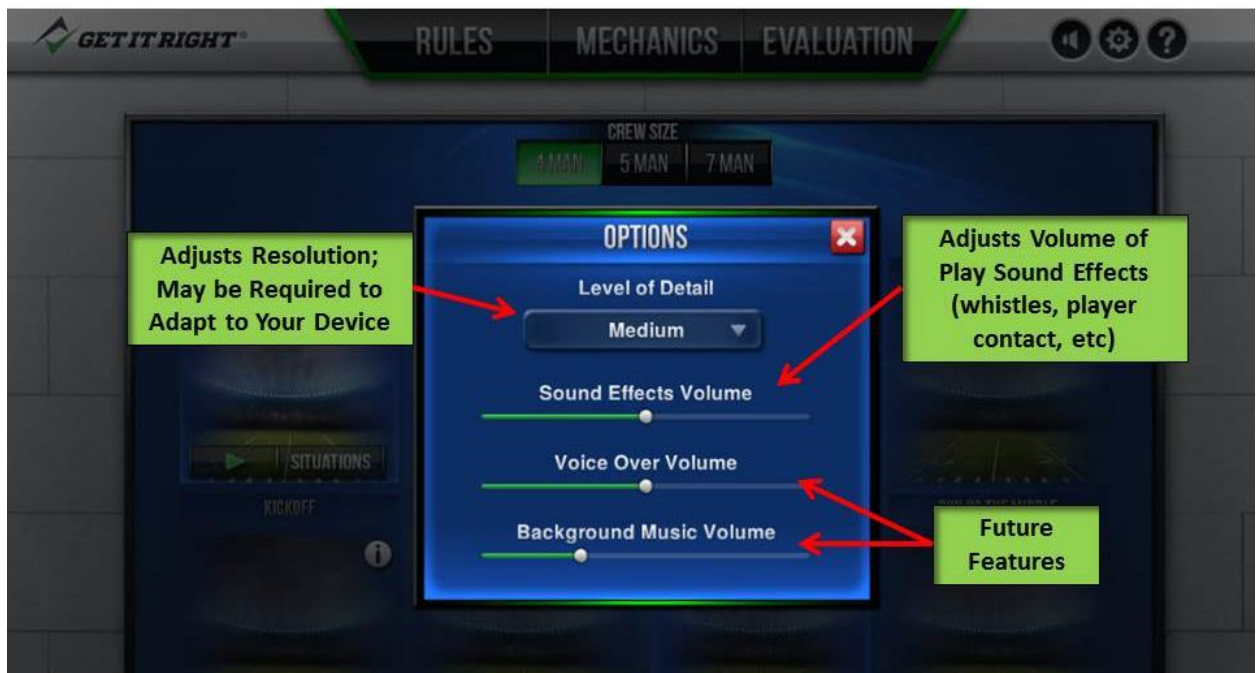 GET IT RIGHT®
RULES
MECHANICS
EVALUATION
?
CREW SIZE
4 MAN
5 MAN
7 MAN
OPTIONS
Adjusts Resolution;
May be Required to
Adapt to Your Device
Level of Detail
Medium
Adjusts Volume of
Play Sound Effects
(whistles, player
contact, etc)
Sound Effects Volume
Voice Over Volume
Background Music Volume
Future
Features
SITUATIONS
KICKOFF
i